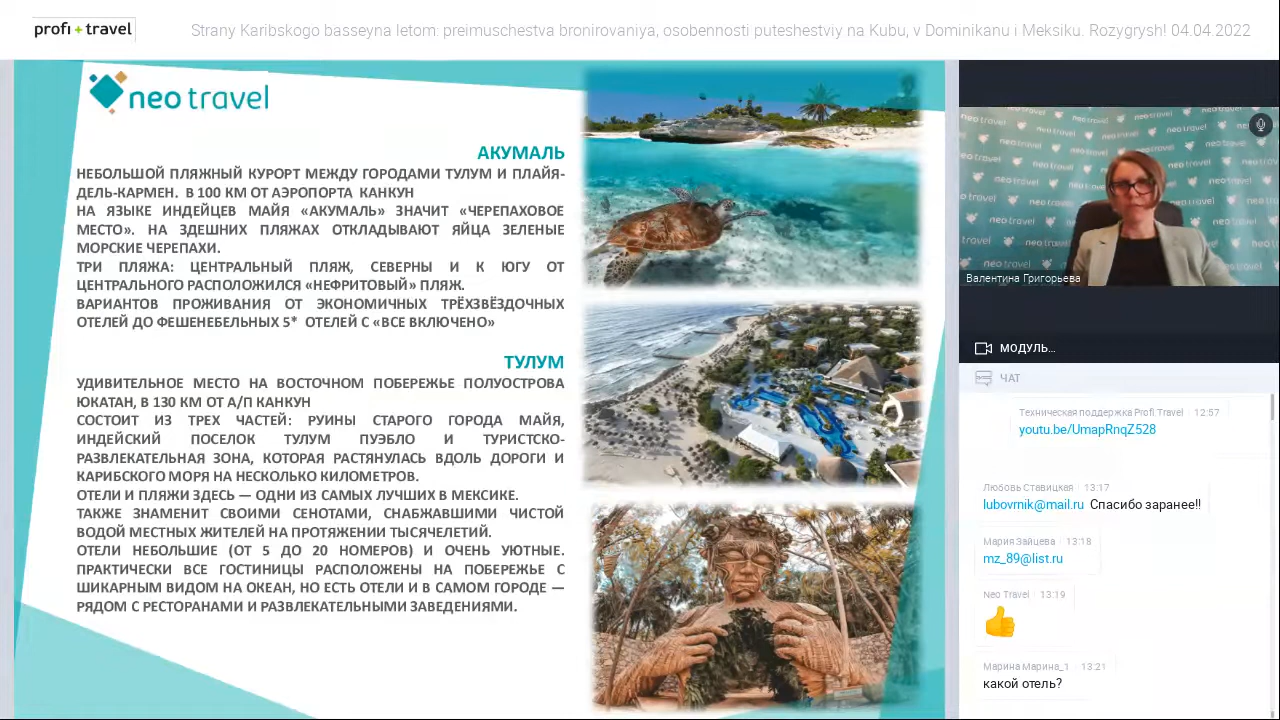 profi + travel
Strany Karibskogo basseyna letom: preimuschestva bronirovaniya, osobennosti puteshestviy na Kubu, v Dominikanu i Meksiku. Rozygrysh! 04.04.2022
neo travel
АКУМАЛЬ
НЕБОЛЬШОЙ ПЛЯЖНЫЙ КУРОРТ МЕЖДУ ГОРОДАМИ ТУЛУМ И ПЛАЙЯ-
ДЕЛЬ-КАРМЕН. В 100 КМ ОТ АЭРОПОРТА КАНКУН
НА ЯЗЫКЕ ИНДЕЙЦЕВ МАЙЯ «АКУМАЛЬ» ЗНАЧИТ «ЧЕРЕПАХОВОЕ
МЕСТО». НА ЗДЕШНИХ ПЛЯЖАХ ОТКЛАДЫВАЮТ ЯЙЦА ЗЕЛЕНЫЕ
МОРСКИЕ ЧЕРЕПАХИ.
ТРИ ПЛЯЖА: ЦЕНТРАЛЬНЫЙ ПЛЯЖ, СЕВЕРНЫ И К ЮГУ ОТ
ЦЕНТРАЛЬНОГО РАСПОЛОЖИЛСЯ «НЕФРИТОВЫЙ» ПЛЯЖ.
ВАРИАНТОВ ПРОЖИВАНИЯ ОТ ЭКОНОМИЧНЫХ ТРЁХЗВЁЗДОЧНЫХ
ОТЕЛЕЙ ДО ФЕШЕНЕБЕЛЬНЫХ 5* ОТЕЛЕЙ С «ВСЕ ВКЛЮЧЕНО»
ТУЛУМ
УДИВИТЕЛЬНОЕ МЕСТО НА ВОСТОЧНОМ ПОБЕРЕЖЬЕ ПОЛУОСТРОВА
ЮКАТАН, В 130 КМ ОТ А/П КАНКУН
СОСТОИТ ИЗ ТРЕХ ЧАСТЕЙ: РУИНЫ СТАРОГО ГОРОДА МАЙЯ,
ИНДЕЙСКИЙ ПОСЕЛОК ТУЛУМ ПУЭБЛО И ТУРИСТСКО-
РАЗВЛЕКАТЕЛЬНАЯ ЗОНА, КОТОРАЯ РАСТЯНУЛАСЬ ВДОЛЬ ДОРОГИ И
КАРИБСКОГО МОРЯ НА НЕСКОЛЬКО КИЛОМЕТРОВ.
ОТЕЛИ И ПЛЯЖИ ЗДЕСЬ — ОДНИ ИЗ САМЫХ ЛУЧШИХ В МЕКСИКЕ.
ТАКЖЕ ЗНАМЕНИТ СВОИМИ СЕНОТАМИ, СНАБЖАВШИМИ ЧИСТОЙ
ВОДОЙ МЕСТНЫХ ЖИТЕЛЕЙ НА ПРОТЯЖЕНИИ ТЫСЯЧЕЛЕТИЙ.
ОТЕЛИ НЕБОЛЬШИЕ (ОТ 5 ДО 20 НОМЕРОВ) И ОЧЕНЬ УЮТНЫЕ.
ПРАКТИЧЕСКИ ВСЕ ГОСТИНИЦЫ РАСПОЛОЖЕНЫ НА ПОБЕРЕЖЬЕ С
ШИКАРНЫМ ВИДОМ НА ОКЕАН, НО ЕСТЬ ОТЕЛИ И В САМОМ ГОРОДЕ —
РЯДОМ С РЕСТОРАНАМИ И РАЗВЛЕКАТЕЛЬНЫМИ ЗАВЕДЕНИЯМИ.
Валентина Григорьева
МОДУЛЬ...
ЧАТ
Техническая поддержка Profi.Travel 12:57
youtu.be/UmapRnqZ528
Любовь Ставицкая 13:17
lubovrnik@mail.ru Спасибо заранее!!
Мария Зайцева 13:18
mz_89@list.ru
Neo Travel 13:19
Марина Марина_1 13:21
какой отель?